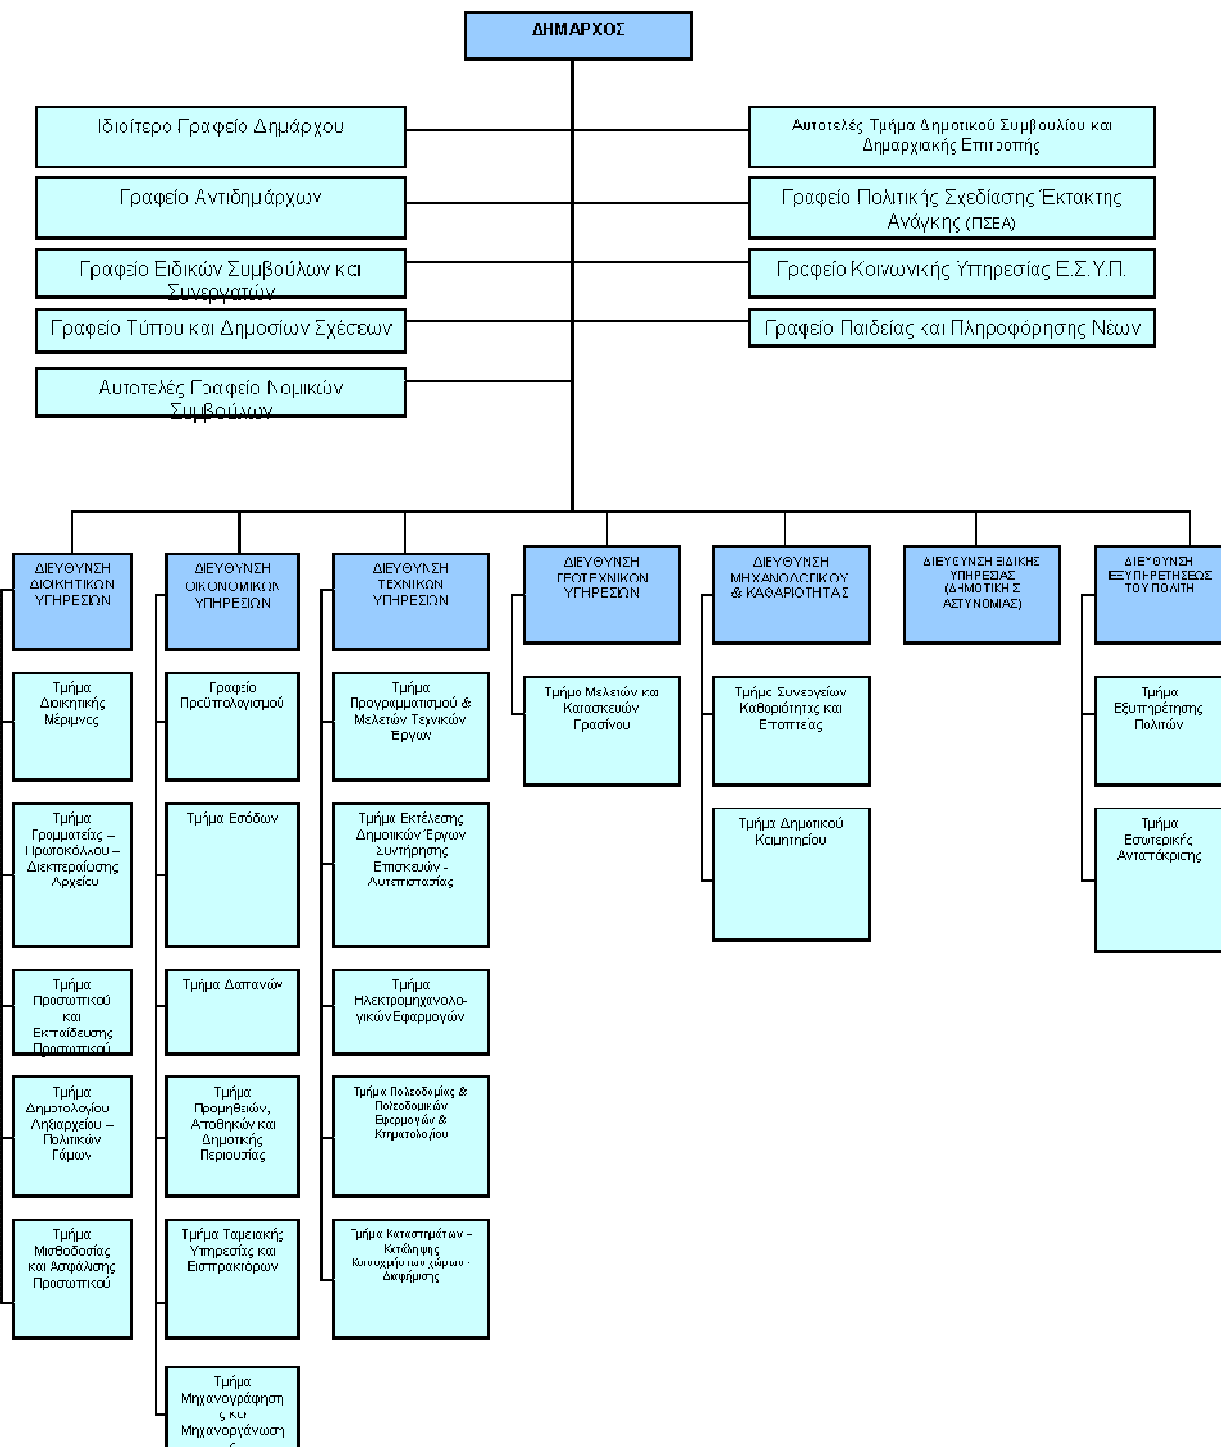 ΔΗΜΑΡΧΟΣ
Ιδιαίτερο Γραφείο Δημάρχου
Αυτοτελές Τμήμα Δημοτικού Συμβουλίου και
Δημαρχιακής Επιτροπής
Γραφείο Αντιδημάρχων
Γραφείο Πολιτικής Σχεδίασης Έκτακτης
Ανάγκης (ΠΣΕΑ)
Γραφείο Ειδικών Συμβούλων και
Συνεργατών
Γραφείο Κοινωνικής Υπηρεσίας Ε.Σ.Υ.Π.
Γραφείο Τύπου και Δημοσίων Σχέσεων
Γραφείο Παιδείας και Πληροφόρησης Νέων
Αυτοτελές Γραφείο Νομικών
Συμβούλων
ΔΙΕΥΘΥΝΣΗ
ΔΙΟΙΚΗΤΙΚΩΝ
ΥΠΗΡΕΣΙΩΝ
Τμήμα
Διοικητικής
Μέριμνας
Τμήμα
Γραμματείας –
Πρωτοκόλλου –
Διεκπεραίωσης
Αρχείου
Τμήμα
Προσωπικού
και
Εκπαίδευσης
Προσωπικού
Τμήμα
Δημοτολογίου
Ληξιαρχείου –
Πολιτικών
Γάμων
Τμήμα
Μισθοδοσίας
και Ασφάλισης
Προσωπικού
ΔΙΕΥΘΥΝΣΗ
ΟΙΚΟΝΟΜΙΚΩΝ
ΥΠΗΡΕΣΙΩΝ
Γραφείο
Προϋπολογισμού
Τμήμα Εσόδων
Τμήμα Δαπανών
Τμήμα
Προμηθειών,
Αποθηκών και
Δημοτικής
Περιουσίας
Τμήμα Ταμειακής
Υπηρεσίας και
Εισπρακτόρων
Τμήμα
Μηχανογράφηση
ς και
Μηχανοργάνωση
ς
ΔΙΕΥΘΥΝΣΗ
ΤΕΧΝΙΚΩΝ
ΥΠΗΡΕΣΙΩΝ
Τμήμα
Προγραμματισμού &
Μελετών Τεχνικών
Έργων
Τμήμα Εκτέλεσης
Δημοτικών Έργων
Συντήρησης
Επισκευών -
Αυτεπιστασίας
Τμήμα
Ηλεκτρομηχανολο-
γικών Εφαρμογών
Τμήμα Πολεοδομίας &
Πολεοδομικών
Εφαρμογών &
Κτηματολογίου
Τμήμα Καταστημάτων –
Κατάληψης
Κοινοχρήστων χώρων -
Διαφήμισης
ΔΙΕΥΘΥΝΣΗ
ΓΕΩΤΕΧΝΙΚΩΝ
ΥΠΗΡΕΣΙΩΝ
Τμήμα Μελετών και
Κατασκευών
Πρασίνου
ΔΙΕΥΘΥΝΣΗ
ΜΗΧΑΝΟΛΟΓΙΚΟΥ
& ΚΑΘΑΡΙΟΤΗΤΑΣ
Τμήμα Συνεργείων
Καθαριότητας και
Εποπτείας
Τμήμα Δημοτικού
Κοιμητηρίου
ΔΙΕΥΘΥΝΣΗ ΕΙΔΙΚΗΣ
ΥΠΗΡΕΣΙΑΣ
(ΔΗΜΟΤΙΚΗΣ
ΑΣΤΥΝΟΜΙΑΣ)
ΔΙΕΥΘΥΝΣΗ
ΕΞΥΠΗΡΕΤΗΣΕΩΣ
ΤΟΥ ΠΟΛΙΤΗ
Τμήμα
Εξυπηρέτησης
Πολιτών
Τμήμα
Εσωτερικής
Ανταπόκρισης